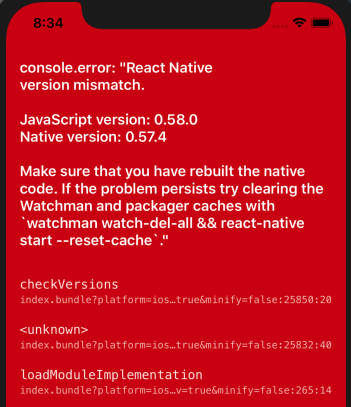 8:34
console.error: "React Native
version mismatch.
JavaScript version: 0.58.0
Native version: 0.57.4
Make sure that you have rebuilt the native
code. If the problem persists try clearing the
Watchman and packager caches with
`watchman watch-del-all && react-native
start --reset-cache`."
checkVersions
index.bundle?platform=ios…true&minify=false:25850:20
<unknown>
index.bundle?platform=ios…true&minify=false:25832:40
loadModuleImplementation
index.bundle?platform=ios…v=true&minify=false:265:14